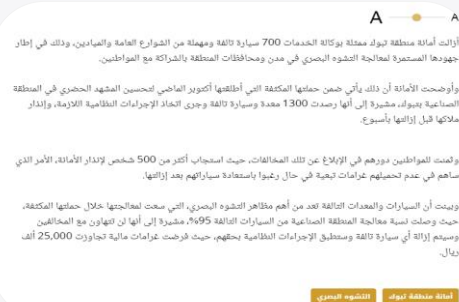 A A
أزالت أمانة منطقة تبوك ممثلة بوكالة الخدمات 700 سيارة تالفة ومهملة من الشوارع العامة والميادين، وذلك في إطار
جهودها المستمرة لمعالجة التشوه البصري في مدن ومحافظات المنطقة بالشراكة مع المواطنين.
وأوضحت الأمانة أن ذلك يأتي ضمن حملتها المكثفة التي أطلقتها أكتوبر الماضي لتحسين المشهد الحضري في المنطقة
الصناعية بتبوك، مشيرة إلى أنها رصدت 1300 معدة وسيارة تالفة وجرى اتخاذ الإجراءات النظامية اللازمة، وإنذار
ملاكها قبل إزالتها بأسبوع.
وثمنت للمواطنين دورهم في الإبلاغ عن تلك المخالفات، حيث استجاب أكثر من 500 شخص لإنذار الأمانة، الأمر الذي
ساهم في عدم تحميلهم غرامات تبعية في حال رغبوا باستعادة سياراتهم بعد إزالتها.
وبينت أن السيارات والمعدات التالفة تعد من أهم مظاهر التشوه البصري، التي سعت لمعالجتها خلال حملتها المكثفة،
حيث وصلت نسبة معالجة المنطقة الصناعية من السيارات التالفة 95%، مشيرة إلى أنها لن تتهاون مع المخالفين
وسيتم إزالة أي سيارة تالفة وستطبق الإجراءات النظامية بحقهم، حيث فرضت غرامات مالية تجاوزت 25,000 ألف
ريال.
أمانة منطقة تبوك التشوه البصري